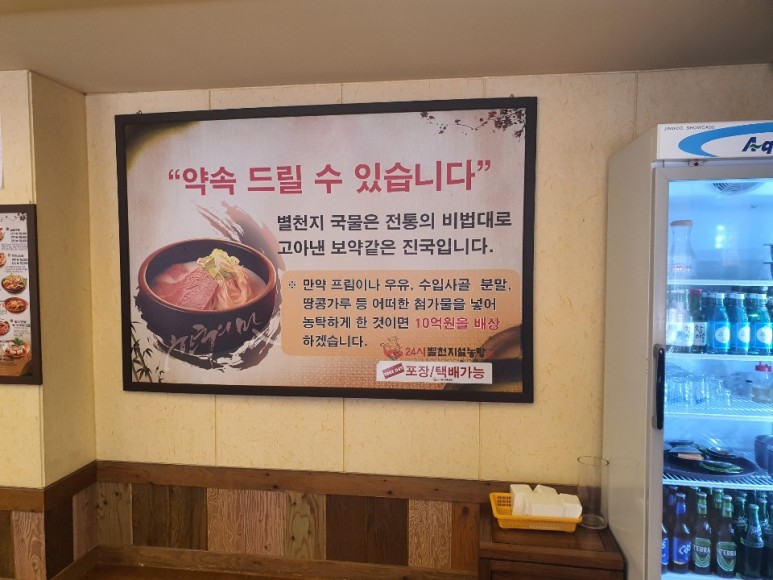 “약속 드릴 수 있습니다”
별천지 국물은 전통의 비법대로
고아낸 보약같은 진국입니다.
※ 만약 프림이나 우유, 수입사골 분말,
땅콩가루 등 어떠한 첨가물을 넣어
농탁하게 한 것이면 10억원을 배상
하겠습니다.
24시 별천지설농탕
포장/택배가능
JINGCO. SHOWCASE
TERRA